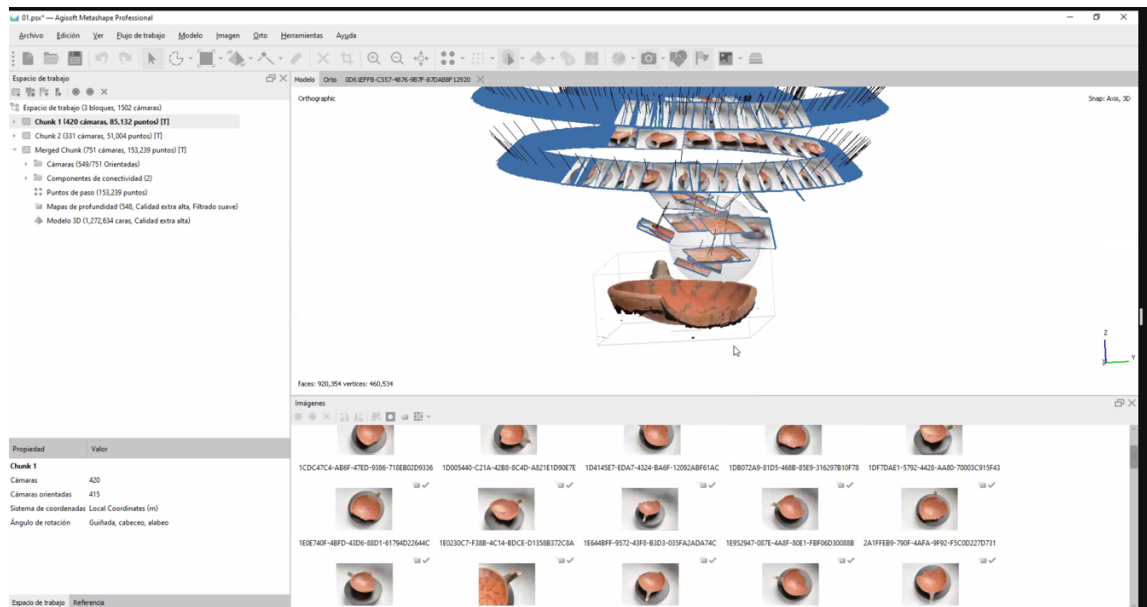 01.psx* — Agisoft Metashape Professional
Archivo Edición Ver Flujo de trabajo Modelo Imagen Orto Herramientas Ayuda
Espacio de trabajo
Modelo Orto 0D61EFFB-C557-4876-9B7F-87DAB8F12920
Orthographic
Snap: Axis, 3D
Espacio de trabajo (3 bloques, 1502 cámaras)
Chunk 1 (420 cámaras, 85,132 puntos) [T]
Chunk 2 (331 cámaras, 51,004 puntos) [T]
Merged Chunk (751 cámaras, 153,239 puntos) [T]
Cámaras (549/751 Orientadas)
Componentes de conectividad (2)
Puntos de paso (153,239 puntos)
Mapas de profundidad (548, Calidad extra alta, Filtrado suave)
Modelo 3D (1,272,634 caras, Calidad extra alta)
Z
Y
X
faces: 920,354 vertices: 460,534
Imágenes
Propiedad Valor
Chunk 1
Cámaras 420
Cámaras orientadas 415
Sistema de coordenadas Local Coordinates (m)
Ángulo de rotación Guiñada, cabeceo, alabeo
1CDC47C4-AB6F-47ED-9386-718EB02D9336 1D005440-C21A-42B8-8C4D-A821E1D90E7E 1D4145E7-EDA7-4324-BA6F-12092ABF61AC 1DB072A9-81D5-468B-85E9-316297B10F78 1DF7DAE1-5792-4428-AA80-70003C915F43
1E0E740F-4BFD-43D6-88D1-61794D22644C 1E0230C7-F38B-4C14-BDCE-D1358B372C8A 1E644BFF-9572-43F8-B3D3-035FA2ADA74C 1E952947-087E-4A8F-80E1-FBF06D30088B 2A1FFEB9-790F-4AFA-9F92-F5C0D227D731
Espacio de trabajo Referencia